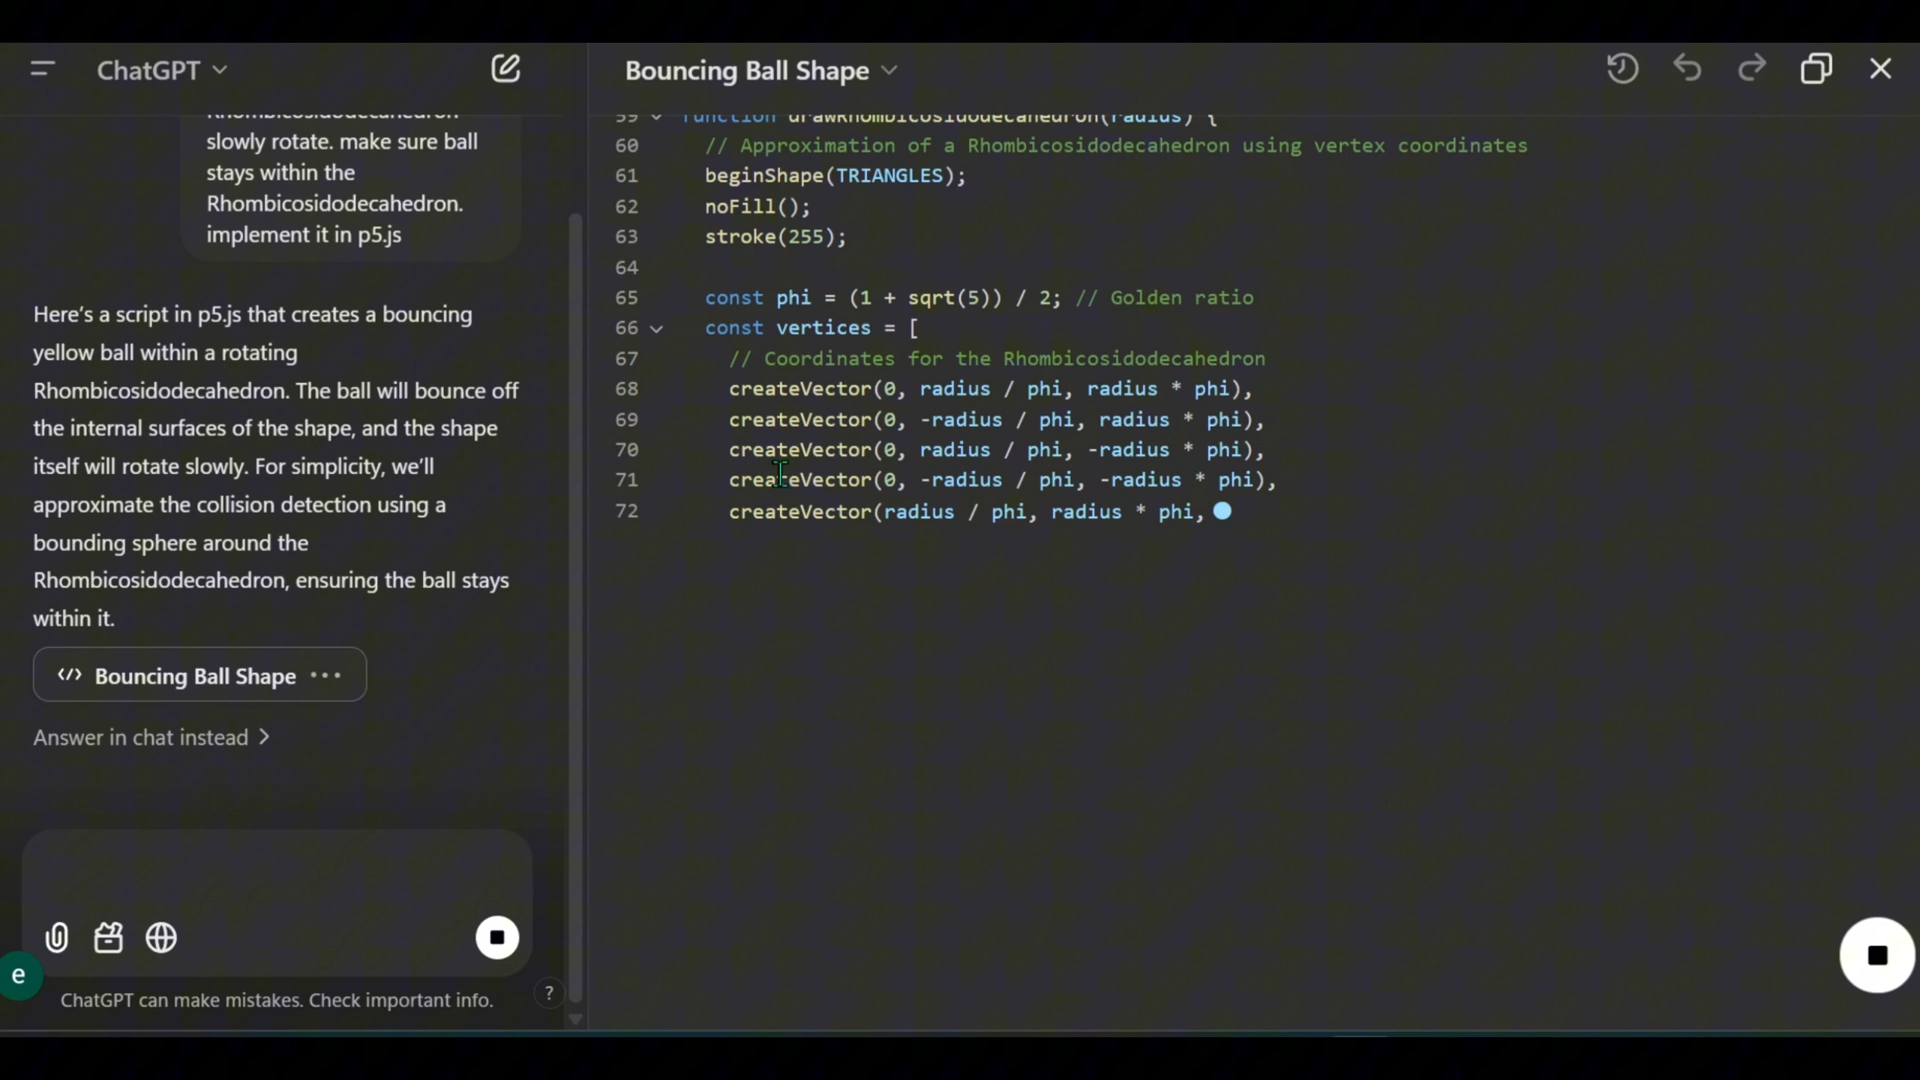 ChatGPT
Rhombicosidodecahedron
slowly rotate. make sure ball
stays within the
Rhombicosidodecahedron.
implement it in p5.js
Here's a script in p5.js that creates a bouncing
yellow ball within a rotating
Rhombicosidodecahedron. The ball will bounce off
the internal surfaces of the shape, and the shape
itself will rotate slowly. For simplicity, we'll
approximate the collision detection using a
bounding sphere around the
Rhombicosidodecahedron, ensuring the ball stays
within it.
Bouncing Ball Shape
Answer in chat instead
e
ChatGPT can make mistakes. Check important info.
?
Bouncing Ball Shape
59 function drawRhombicosidodecahedron(radius) {
60 // Approximation of a Rhombicosidodecahedron using vertex coordinates
61 beginShape(TRIANGLES);
62 noFill();
63 stroke(255);
64
65 const phi = (1 + sqrt(5)) / 2; // Golden ratio
66 const vertices = [
67 // Coordinates for the Rhombicosidodecahedron
68 createVector(0, radius / phi, radius * phi),
69 createVector(0, -radius / phi, radius * phi),
70 createVector(0, radius / phi, -radius * phi),
71 createVector(0, -radius / phi, -radius * phi),
72 createVector(radius / phi, radius * phi,